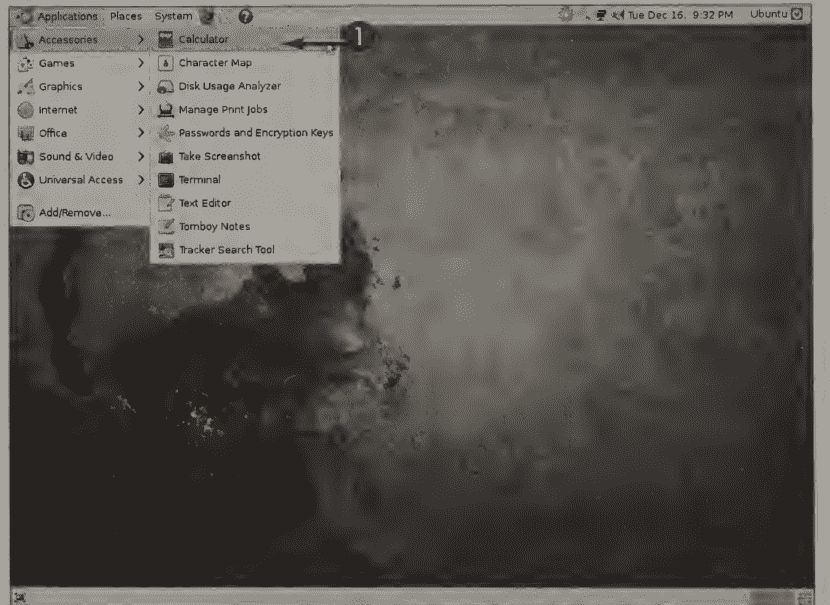 Applications Places System Tue Dec 16. 9:32 PM Ubuntu
Accessories
Games
Graphics
Internet
Office
Sound & Video
Universal Access
Add/Remove...
Calculator
Character Map
Disk Usage Analyzer
Manage Print Jobs
Passwords and Encryption Keys
Take Screenshot
Terminal
Text Editor
Tomboy Notes
Tracker Search Tool
1